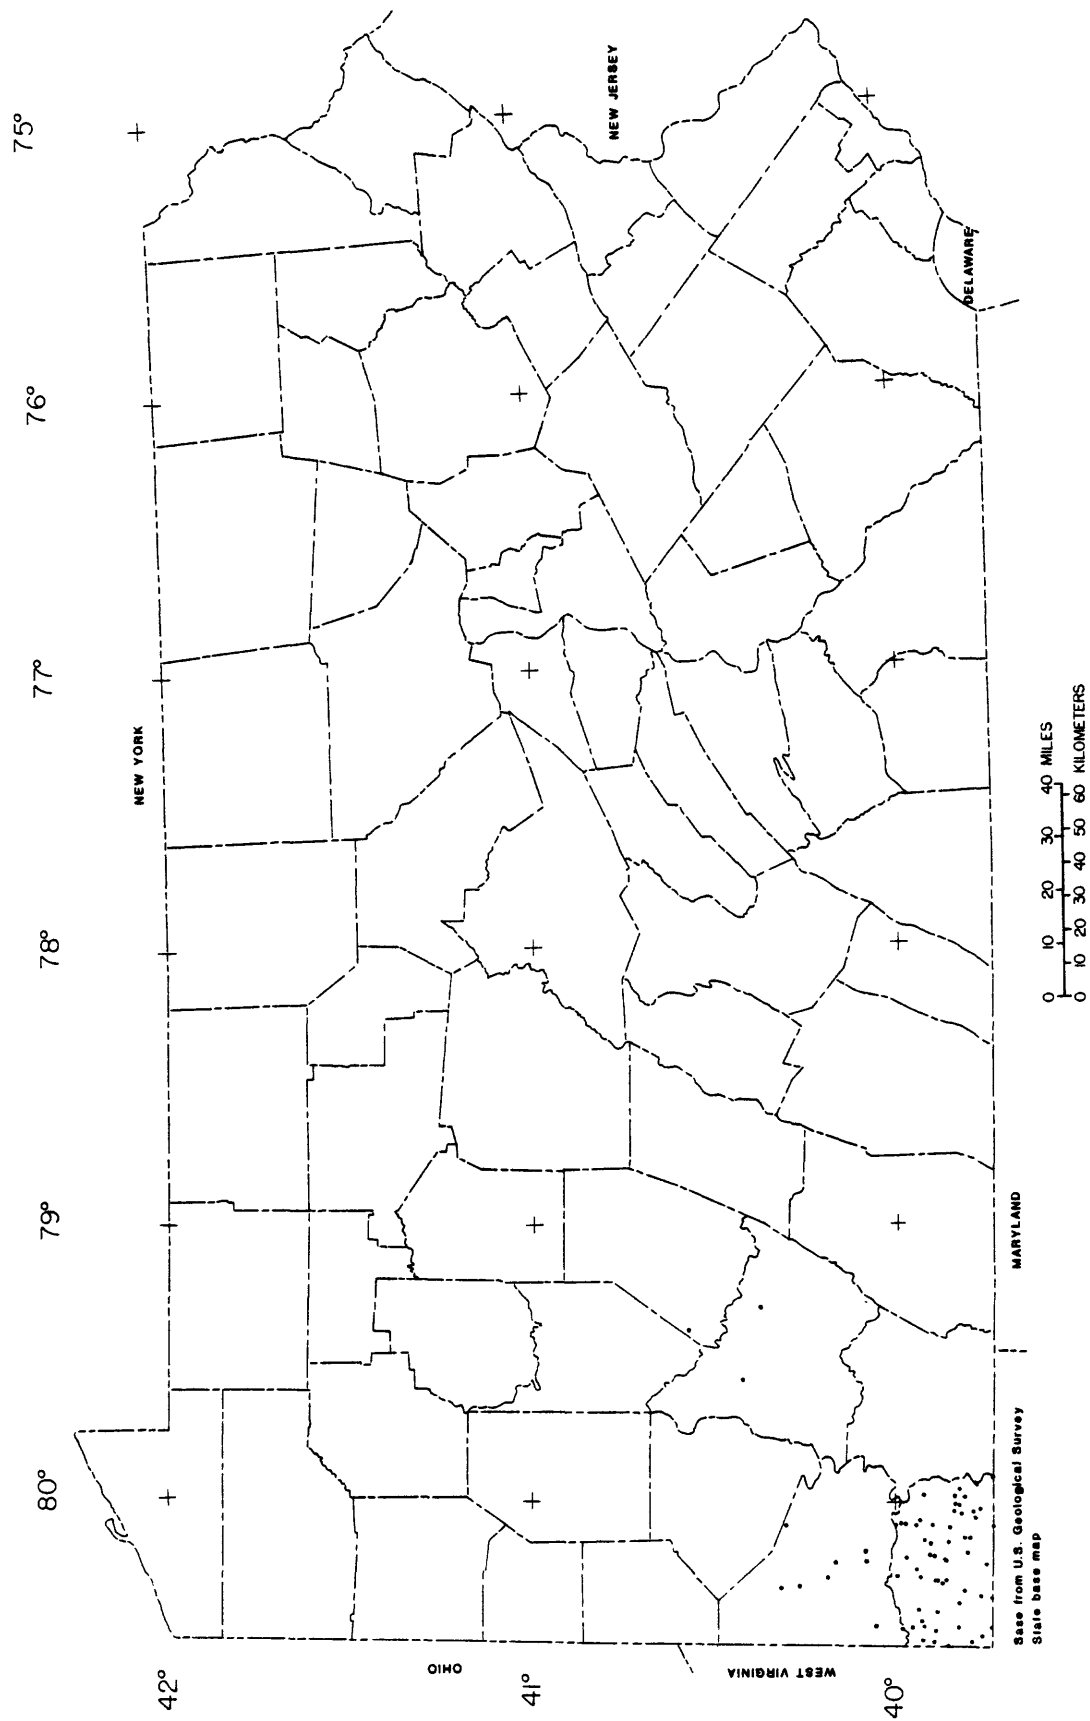 75°
76°
77°
78°
79°
80°
42°
41°
40°
NEW YORK
NEW JERSEY
DELAWARE
MARYLAND
OHIO
WEST VIRGINIA
0 10 20 30 40 MILES
0 10 20 30 40 50 60 KILOMETERS
Base from U.S. Geological Survey
State base map